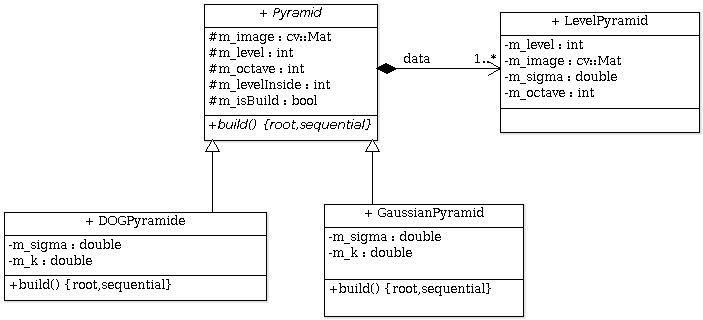 + Pyramid
#m_image : cv::Mat
#m_level : int
#m_octave : int
#m_levelInside : int
#m_isBuild : bool
+build() {root,sequential}
data
1..*
+ LevelPyramid
-m_level : int
-m_image : cv::Mat
-m_sigma : double
-m_octave : int
+ DOGPyramide
-m_sigma : double
-m_k : double
+build() {root,sequential}
+ GaussianPyramid
-m_sigma : double
-m_k : double
+build() {root,sequential}